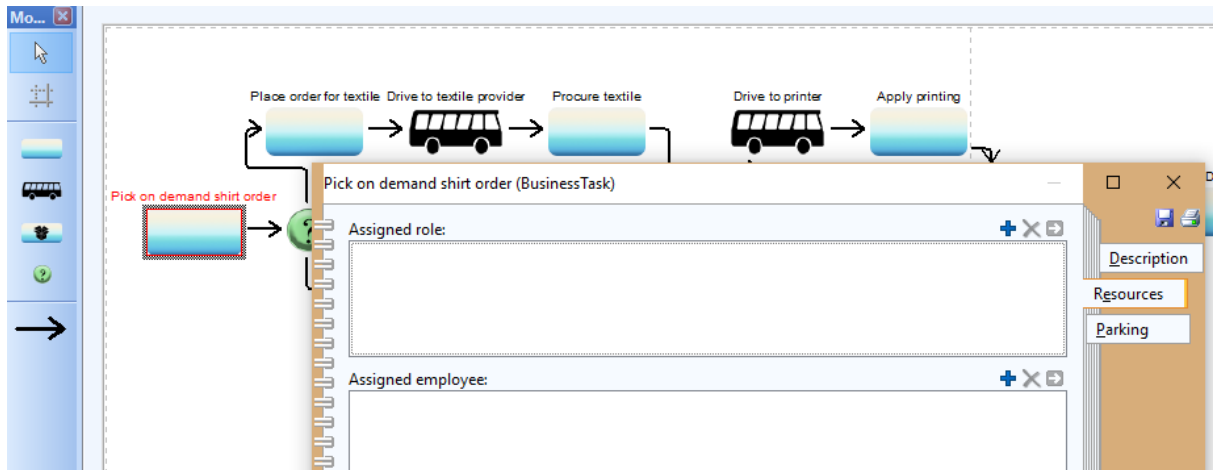 Mo...
Place order for textile
Drive to textile provider
Procure textile
Drive to printer
Apply printing
Pick on demand shirt order
?
Pick on demand shirt order (BusinessTask)
Assigned role:
Description
Resources
Parking
Assigned employee: